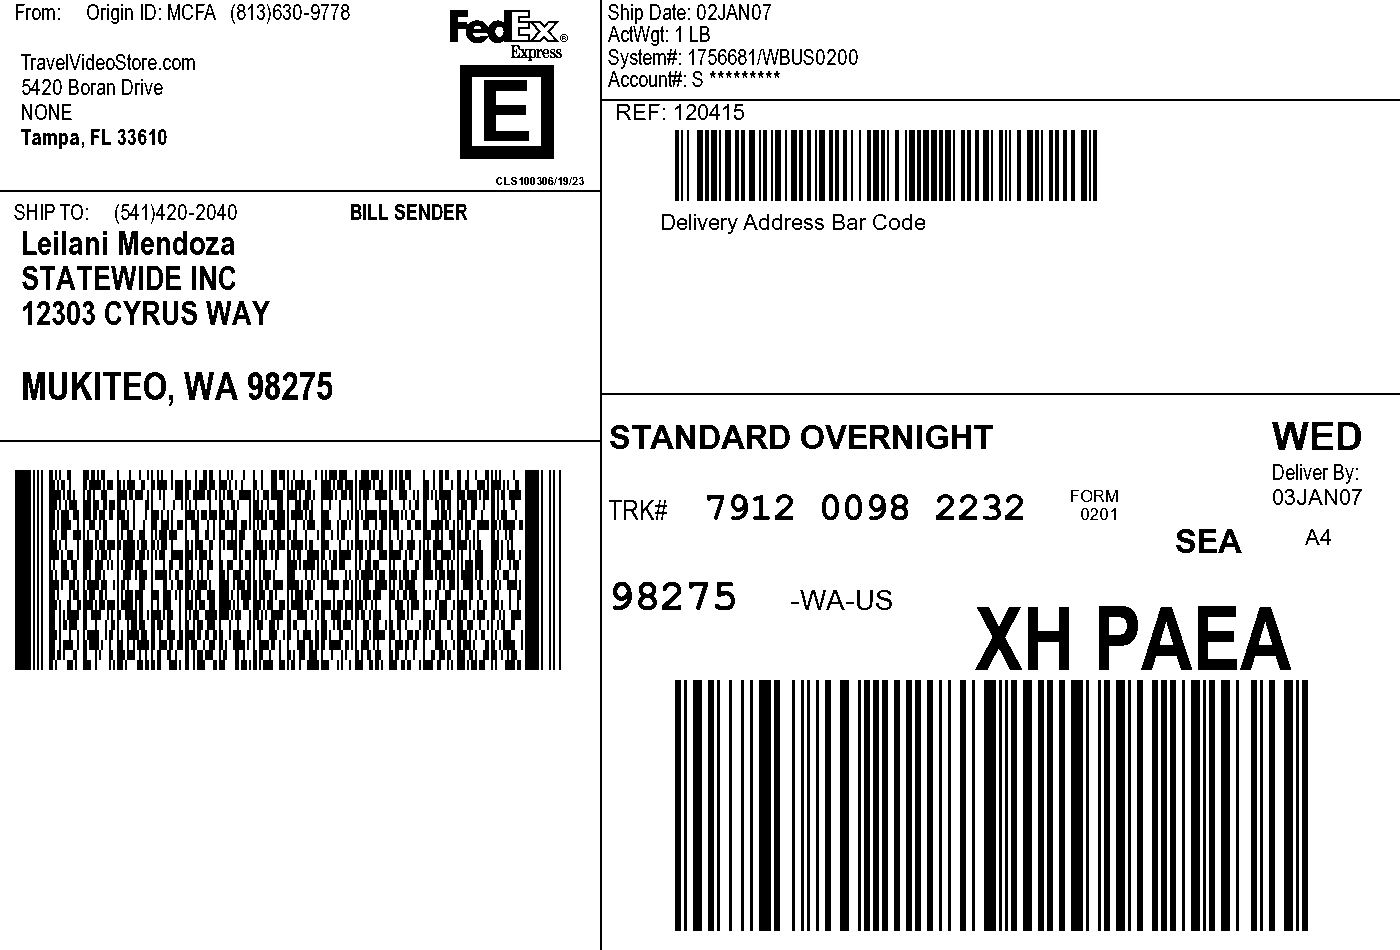 From: Origin ID: MCFA (813)630-9778
TravelVideoStore.com
5420 Boran Drive
NONE
Tampa, FL 33610
FedEx®
Express
E
CLS100306/19/23
Ship Date: 02JAN07
ActWgt: 1 LB
System#: 1756681/WBUS0200
Account#: S *********
REF: 120415
Delivery Address Bar Code
SHIP TO: (541)420-2040 BILL SENDER
Leilani Mendoza
STATEWIDE INC
12303 CYRUS WAY
MUKITEO, WA 98275
STANDARD OVERNIGHT
WED
Deliver By:
03JAN07
TRK# 7912 0098 2232
FORM
0201
SEA A4
98275 -WA-US
XH PAEA